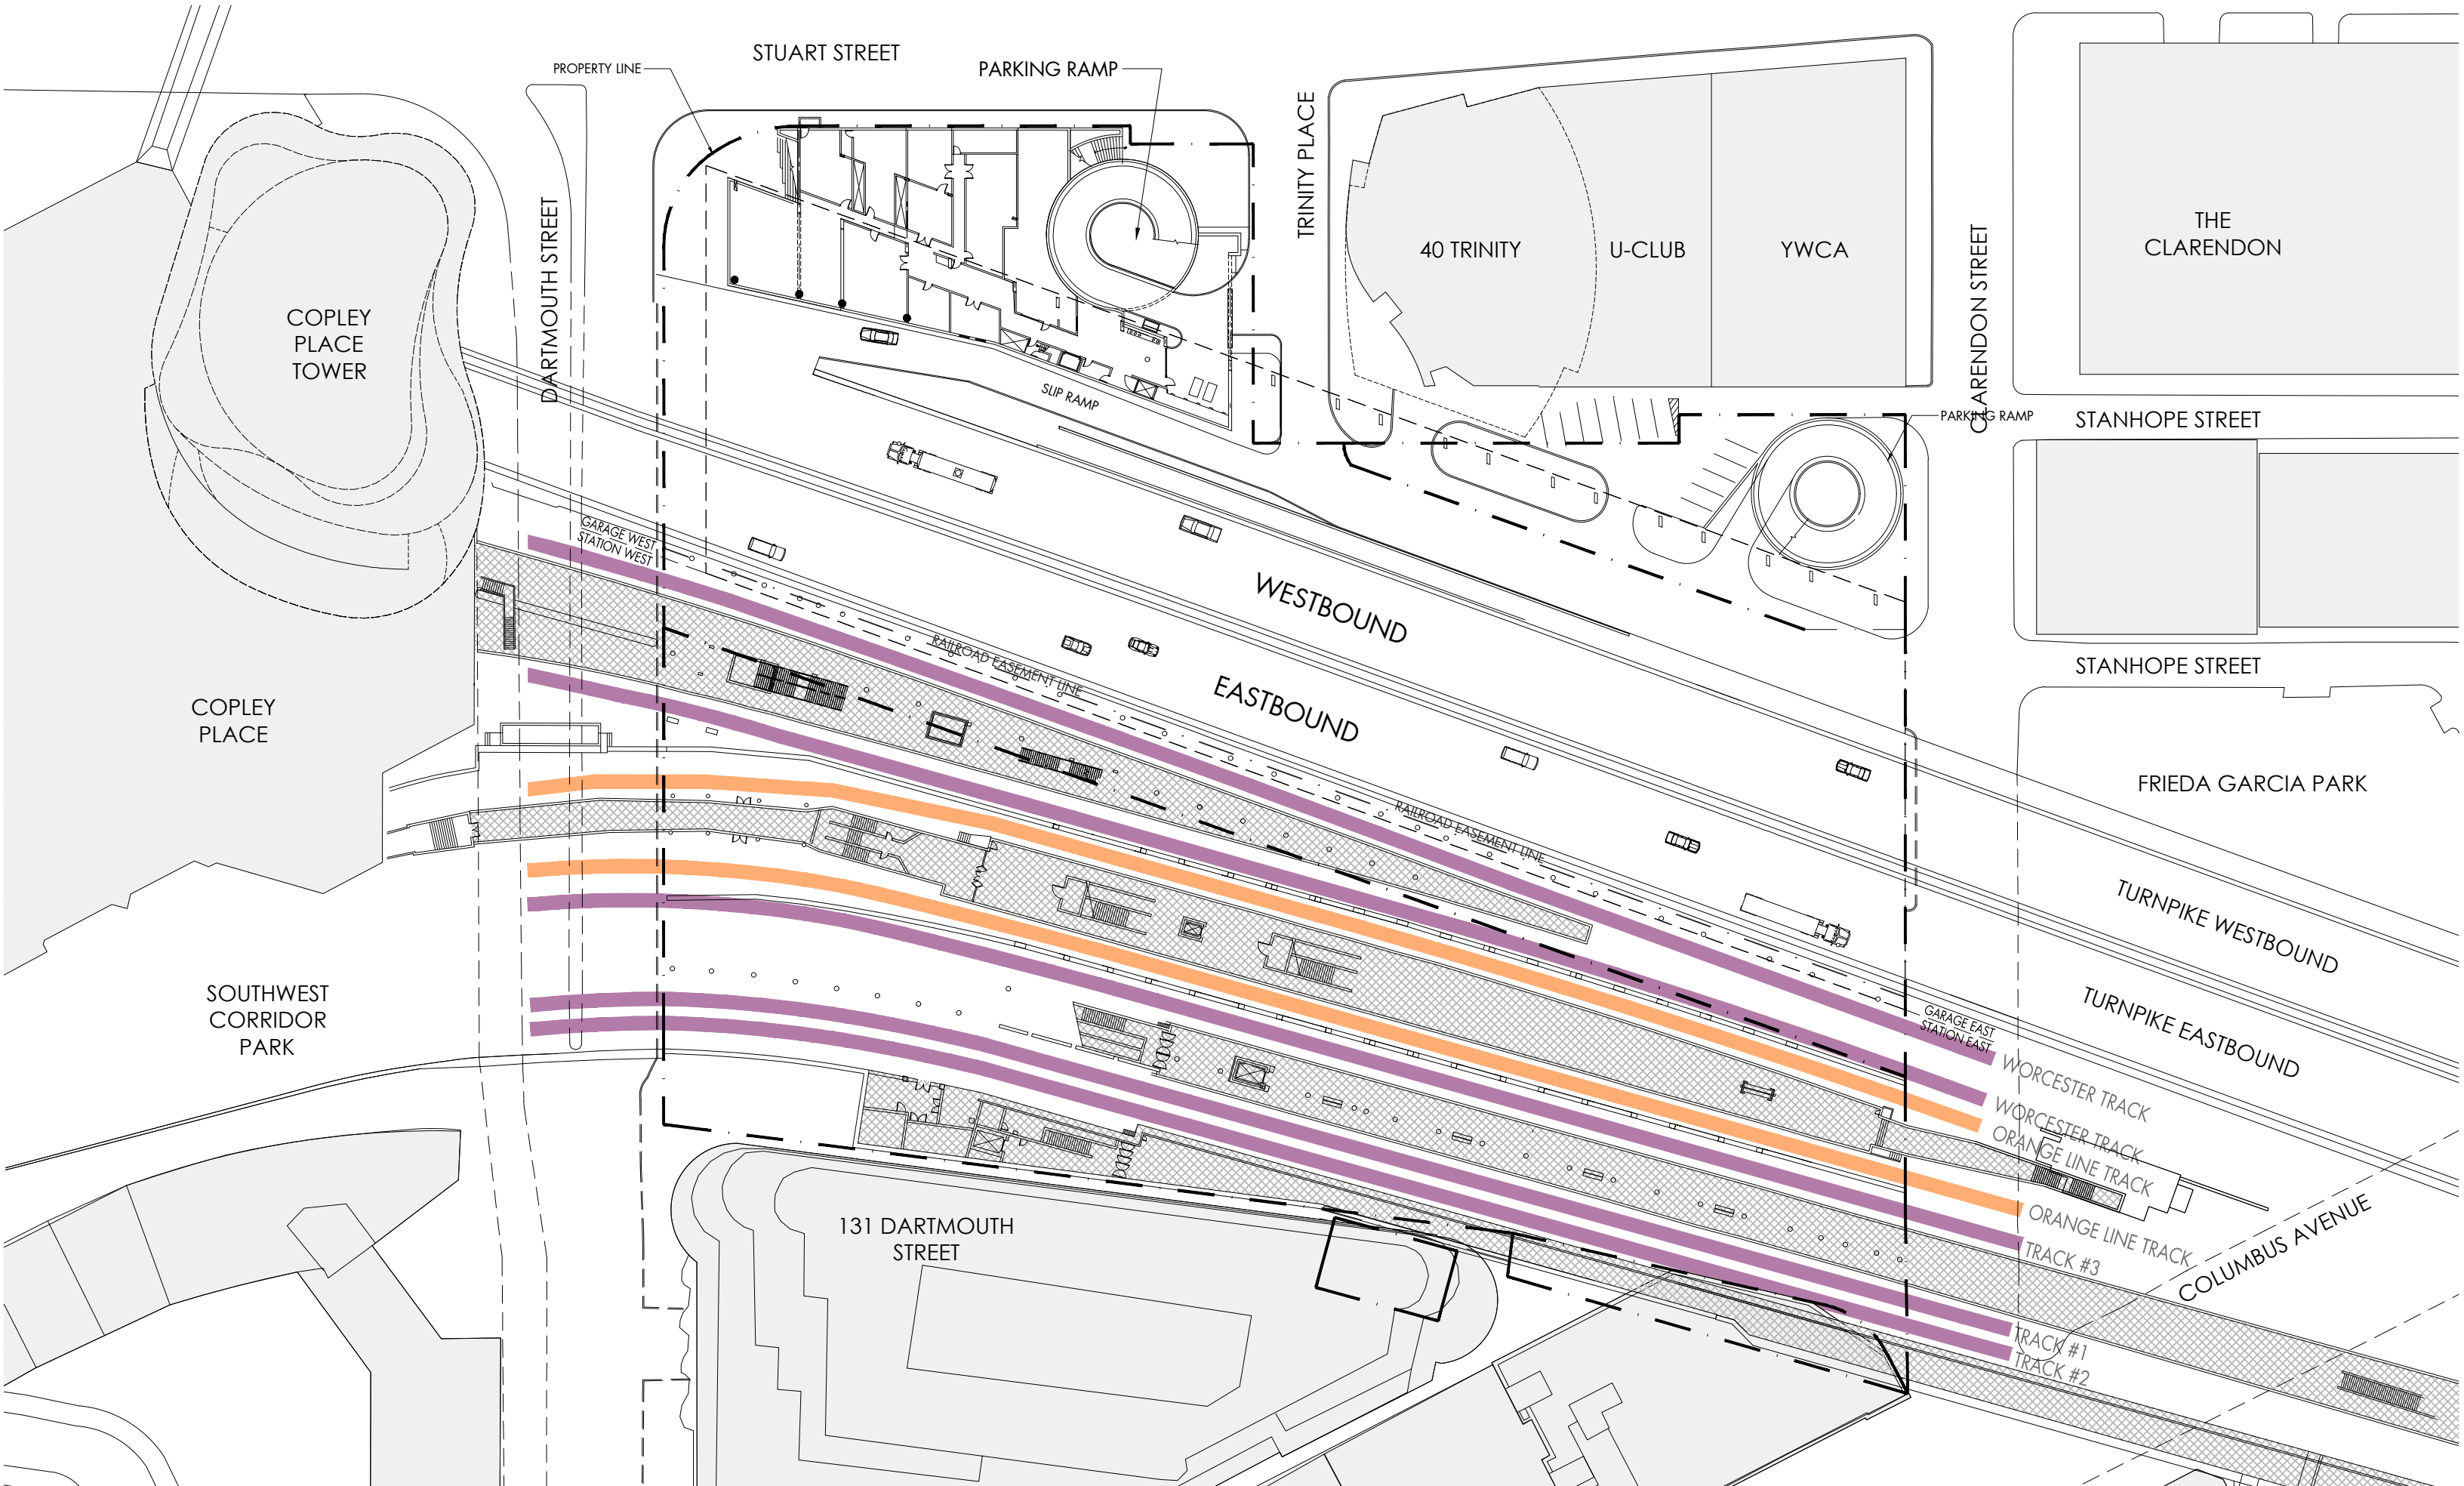 STUART STREET
PROPERTY LINE
PARKING RAMP
TRINITY PLACE
DARTMOUTH STREET
40 TRINITY
U-CLUB
YWCA
CLARENDON STREET
THE
CLARENDON
COPLEY
PLACE
TOWER
SLIP RAMP
PARKING RAMP
STANHOPE STREET
GARAGE WEST
STATION WEST
WESTBOUND
RAILROAD EASEMENT LINE
EASTBOUND
STANHOPE STREET
COPLEY
PLACE
FRIEDA GARCIA PARK
RAILROAD EASEMENT LINE
TURNPIKE WESTBOUND
SOUTHWEST
CORRIDOR
PARK
GARAGE EAST
STATION EAST
TURNPIKE EASTBOUND
WORCESTER TRACK
WORCESTER TRACK
ORANGE LINE TRACK
ORANGE LINE TRACK
TRACK #3
COLUMBUS AVENUE
131 DARTMOUTH
STREET
TRACK #1
TRACK #2